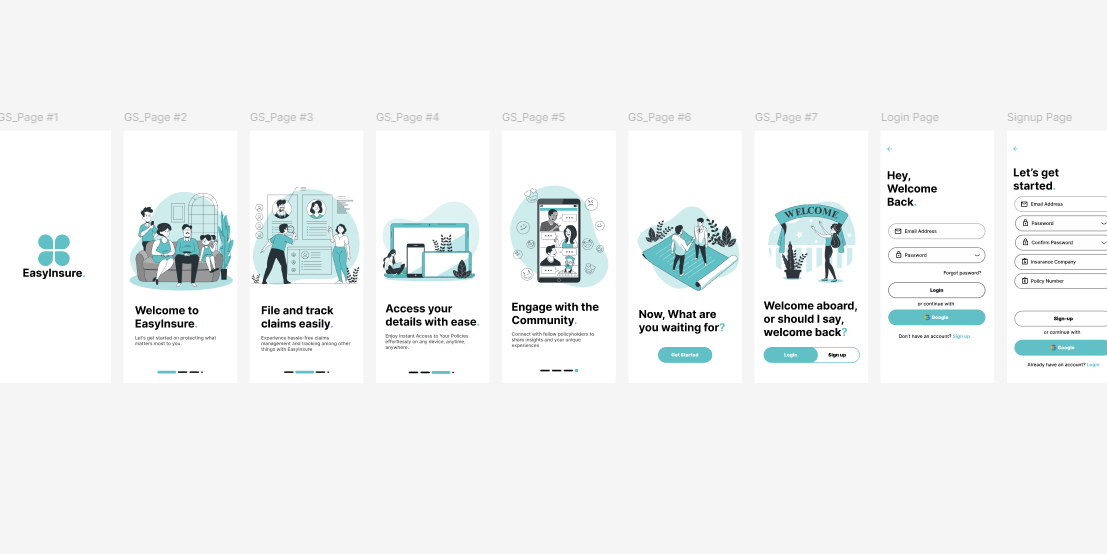 GS_Page #1
GS_Page #2
GS_Page #3
GS_Page #4
GS_Page #5
GS_Page #6
GS_Page #7
Login Page
Signup Page
EasyInsure.
Welcome to
EasyInsure.
Let's get started on protecting what
matters most to you.
File and track
claims easily.
Experience hassle-free claims
management and tracking among other
things with EasyInsure
Access your
details with ease.
Enjoy Instant Access to Your Policies
effortlessly on any device, anytime,
anywhere.
Engage with the
Community.
Connect with fellow policyholders to
share insights and your unique
experiences
Now, What are
you waiting for?
Get Started
WELCOME
Welcome aboard,
or should I say,
welcome back?
Login
Sign up
Hey,
Welcome
Back.
Email Address
Password
Forgot pasword?
Login
or continue with
Google
Don't have an account? Sign up
Let's get
started.
Email Address
Password
Confirm Password
Insurance Company
Policy Number
Sign-up
or continue with
Google
Already have an account? Login